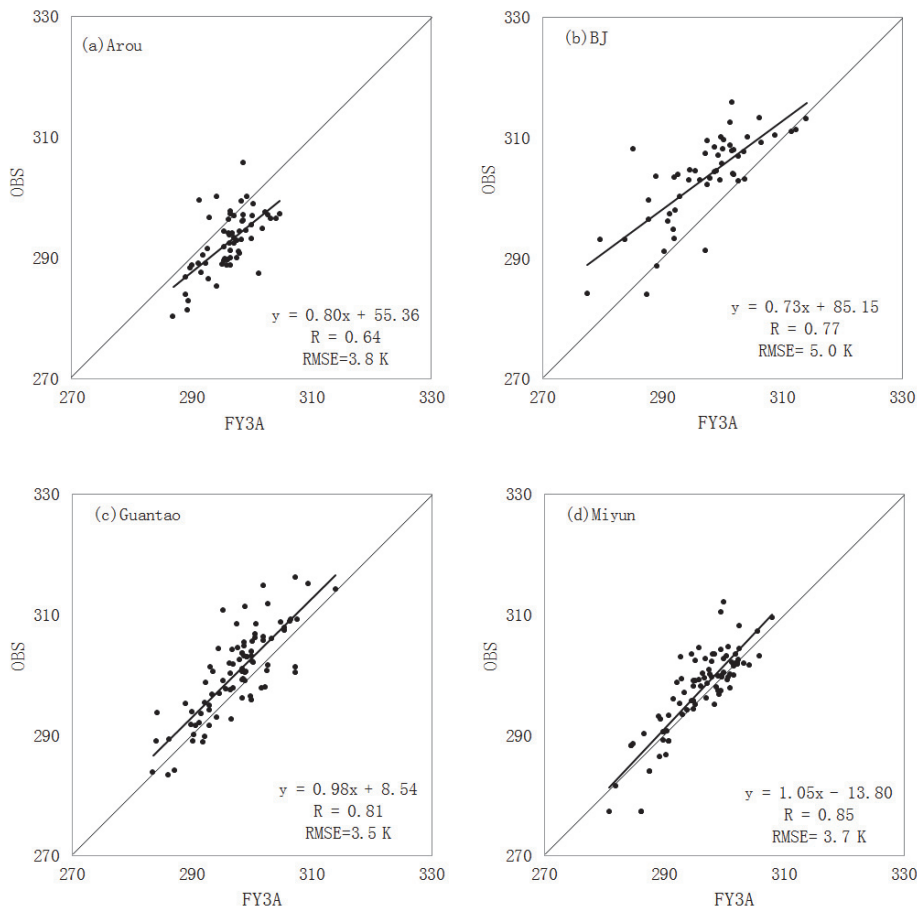 330
(a)Arou
310
OBS
290
y = 0.80x + 55.36
R = 0.64
RMSE=3.8 K
270
270 290 310 330
FY3A
330
(b)BJ
310
OBS
290
y = 0.73x + 85.15
R = 0.77
RMSE= 5.0 K
270
270 290 310 330
FY3A
330
(c)Guantao
310
OBS
290
y = 0.98x + 8.54
R = 0.81
RMSE=3.5 K
270
270 290 310 330
FY3A
330
(d)Miyun
310
OBS
290
y = 1.05x - 13.80
R = 0.85
RMSE= 3.7 K
270
270 290 310 330
FY3A